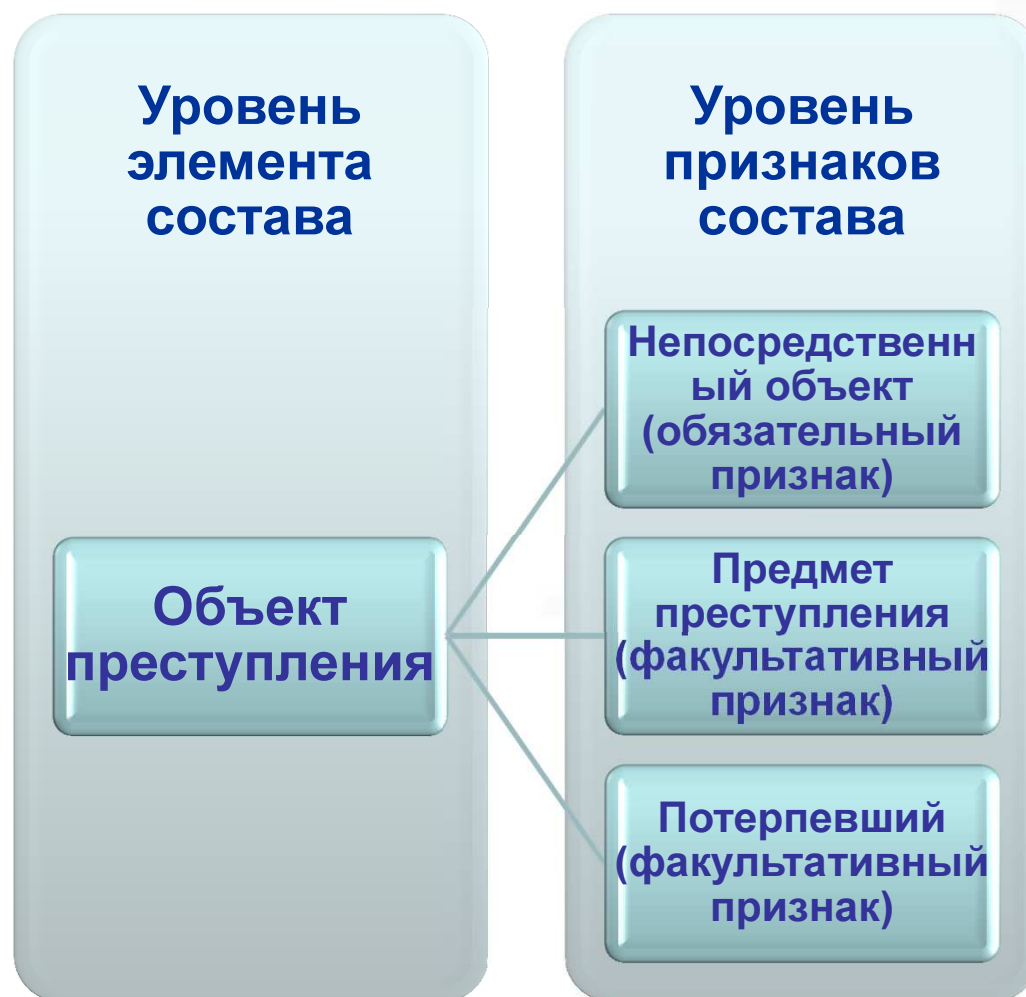 Уровень
элемента
состава
Объект
преступления
Уровень
признаков
состава
Непосредственн
ый объект
(обязательный
признак)
Предмет
преступления
(факультативный
признак)
Потерпевший
(факультативный
признак)